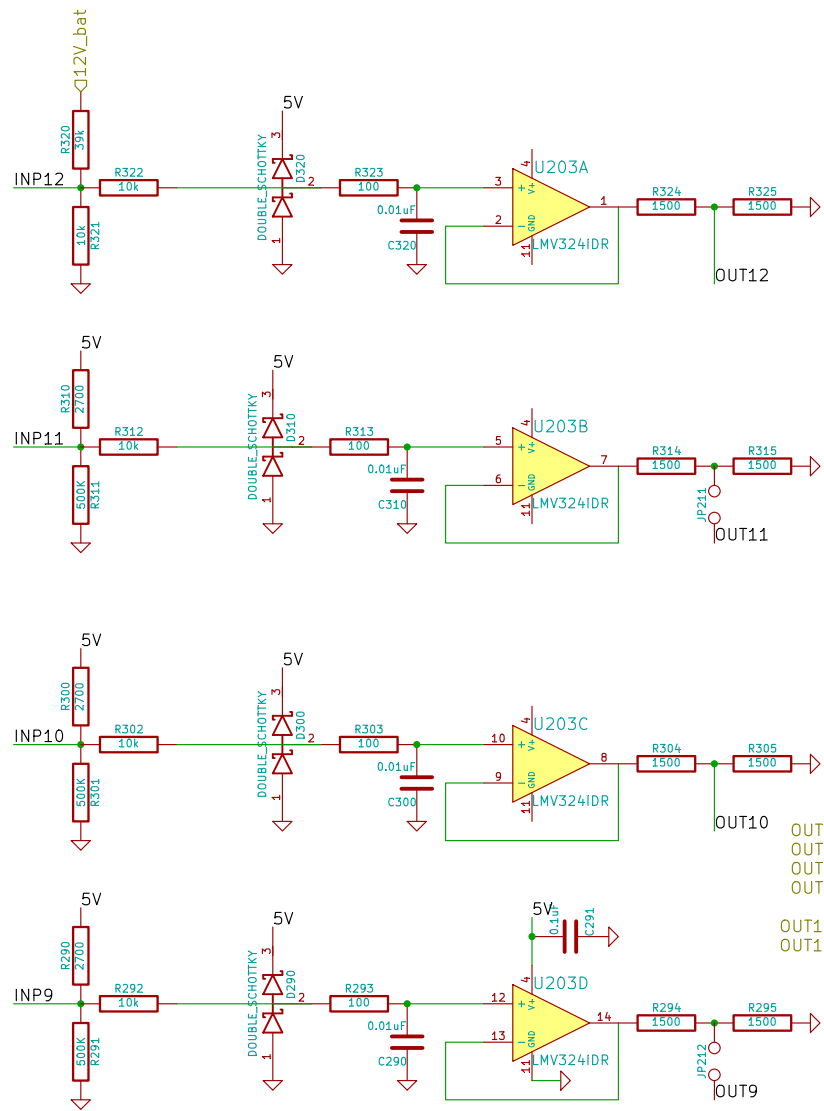 12V_bat
5V
R320
39k
3
DOUBLE_SCHOTTKY
D320
INP12
R322
10k
2
R323
100
U203A
4
V+
3
+
1
R324
1500
R325
1500
10k
R321
0.01uF
C320
1
2
-
GND
11
LMV324IDR
OUT12
5V
R310
2700
5V
3
DOUBLE_SCHOTTKY
D310
INP11
R312
10k
2
R313
100
U203B
4
V+
5
+
7
R314
1500
R315
1500
500K
R311
0.01uF
C310
1
6
-
GND
11
LMV324IDR
JP211
OUT11
5V
R300
2700
5V
3
DOUBLE_SCHOTTKY
D300
INP10
R302
10k
2
R303
100
U203C
4
V+
10
+
8
R304
1500
R305
1500
500K
R301
0.01uF
C300
1
9
-
GND
11
LMV324IDR
OUT10
OUT
OUT
OUT
OUT
OUT1
OUT1
5V
R290
2700
5V
3
DOUBLE_SCHOTTKY
D290
5V
0.1uF
C291
INP9
R292
10k
2
R293
100
U203D
4
V+
12
+
14
R294
1500
R295
1500
500K
R291
0.01uF
C290
1
13
-
GND
11
LMV324IDR
JP212
OUT9